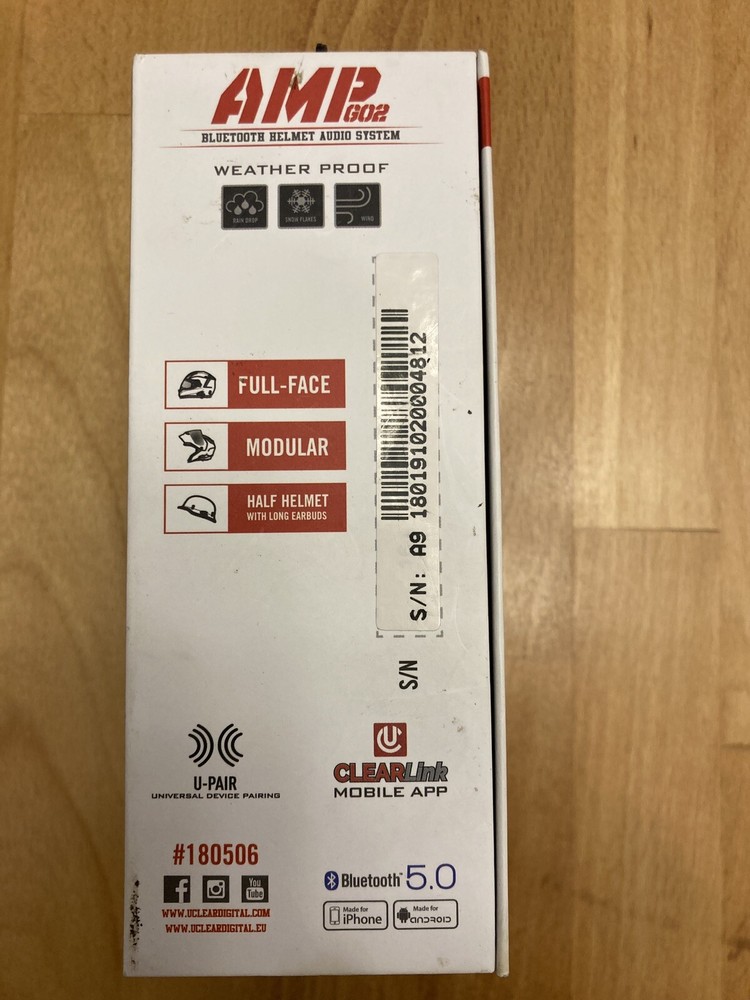 AMP GO2
BLUETOOTH HELMET AUDIO SYSTEM
WEATHER PROOF
RAIN DROP
SNOW FLAKES
WIND
FULL-FACE
MODULAR
HALF HELMET
WITH LONG EARBUDS
S/N: A9 180191020004812
S/N
U-PAIR
UNIVERSAL DEVICE PAIRING
CLEARLink
MOBILE APP
#180506
You
Tube
WWW.UCLEARDIGITAL.COM
WWW.UCLEARDIGITAL.EU
Bluetooth™ 5.0
Made for
iPhone
Made for
ANDROID